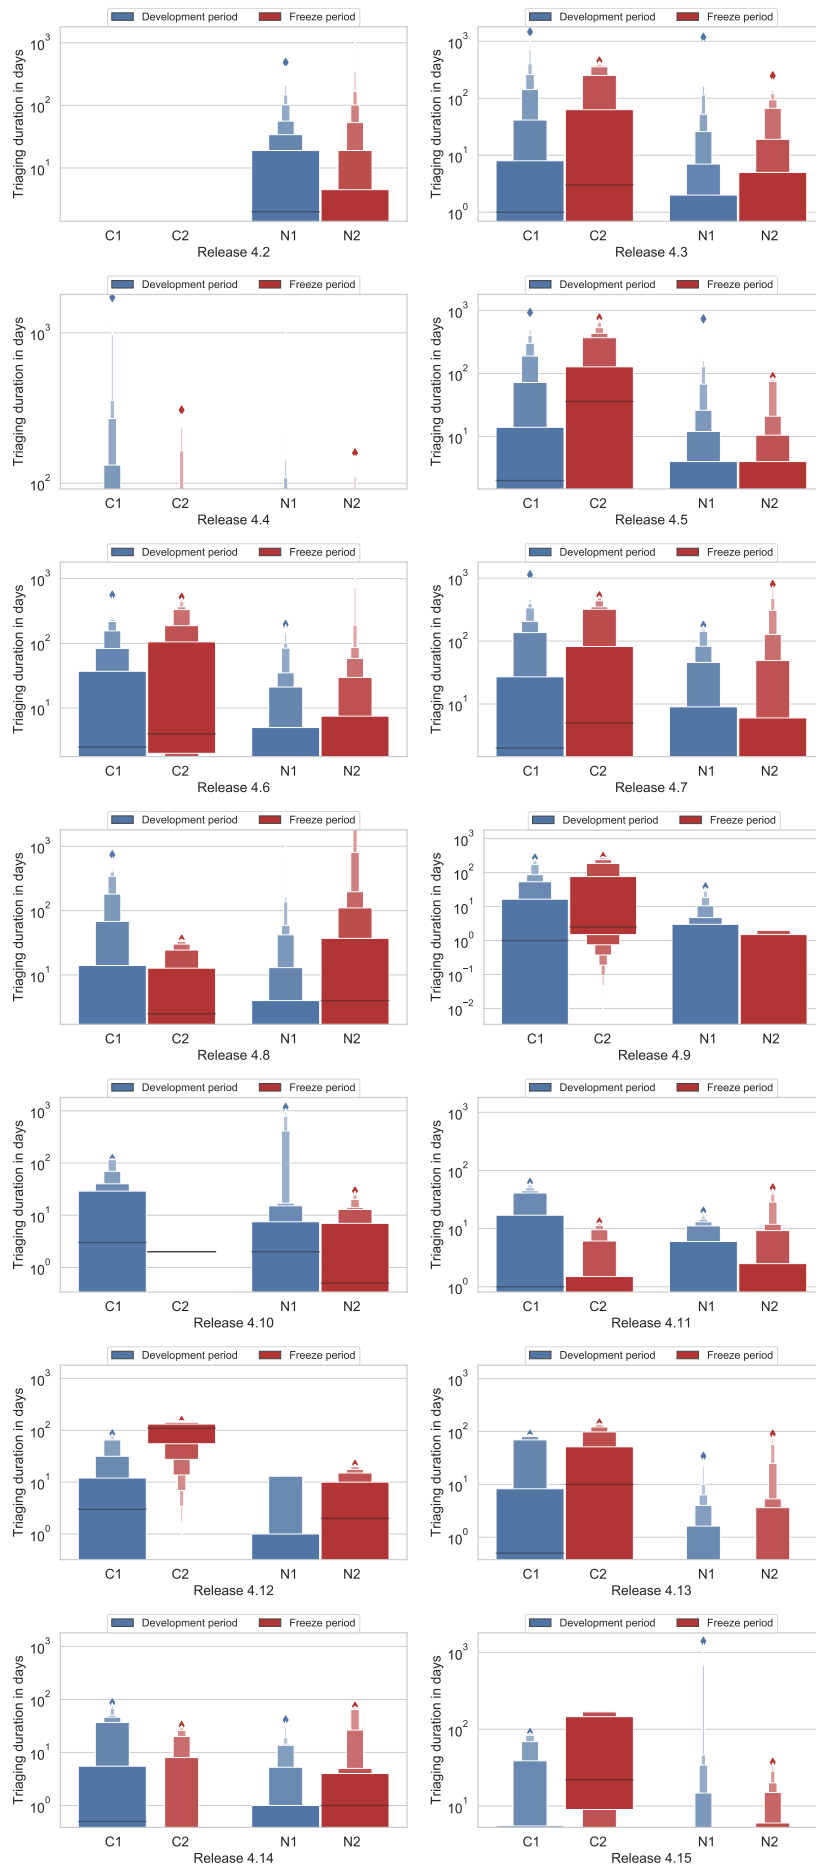 Development period Freeze period
Triaging duration in days
10^3
10^2
10^1
C1 C2 N1 N2
Release 4.2
Development period Freeze period
Triaging duration in days
10^3
10^2
10^1
10^0
C1 C2 N1 N2
Release 4.3
Development period Freeze period
Triaging duration in days
10^3
10^2
C1 C2 N1 N2
Release 4.4
Development period Freeze period
Triaging duration in days
10^3
10^2
10^1
C1 C2 N1 N2
Release 4.5
Development period Freeze period
Triaging duration in days
10^3
10^2
10^1
C1 C2 N1 N2
Release 4.6
Development period Freeze period
Triaging duration in days
10^3
10^2
10^1
C1 C2 N1 N2
Release 4.7
Development period Freeze period
Triaging duration in days
10^3
10^2
10^1
C1 C2 N1 N2
Release 4.8
Development period Freeze period
Triaging duration in days
10^3
10^2
10^1
10^0
10^−1
10^−2
C1 C2 N1 N2
Release 4.9
Development period Freeze period
Triaging duration in days
10^3
10^2
10^1
10^0
C1 C2 N1 N2
Release 4.10
Development period Freeze period
Triaging duration in days
10^3
10^2
10^1
10^0
C1 C2 N1 N2
Release 4.11
Development period Freeze period
Triaging duration in days
10^3
10^2
10^1
10^0
C1 C2 N1 N2
Release 4.12
Development period Freeze period
Triaging duration in days
10^3
10^2
10^1
10^0
C1 C2 N1 N2
Release 4.13
Development period Freeze period
Triaging duration in days
10^3
10^2
10^1
10^0
C1 C2 N1 N2
Release 4.14
Development period Freeze period
Triaging duration in days
10^3
10^2
10^1
C1 C2 N1 N2
Release 4.15